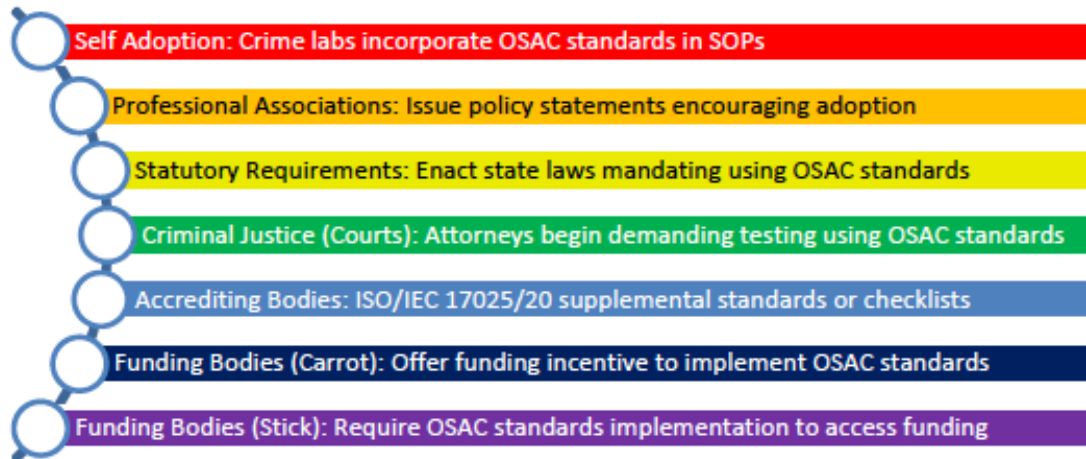 Self Adoption: Crime labs incorporate OSAC standards in SOPs
Professional Associations: Issue policy statements encouraging adoption
Statutory Requirements: Enact state laws mandating using OSAC standards
Criminal Justice (Courts): Attorneys begin demanding testing using OSAC standards
Accrediting Bodies: ISO/IEC 17025/20 supplemental standards or checklists
Funding Bodies (Carrot): Offer funding incentive to implement OSAC standards
Funding Bodies (Stick): Require OSAC standards implementation to access funding